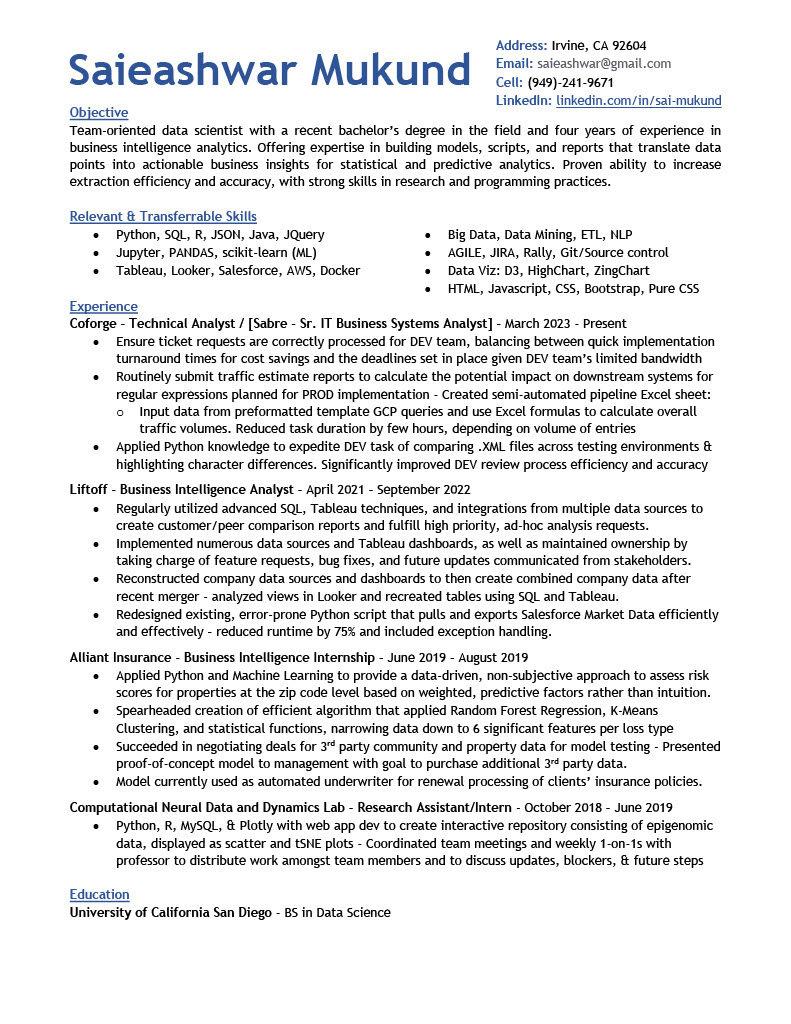 Saieashwar Mukund
Address: Irvine, CA 92604
Email: saieashwar@gmail.com
Cell: (949)-241-9671
LinkedIn: linkedin.com/in/sai-mukund
Objective
Team-oriented data scientist with a recent bachelor’s degree in the field and four years of experience in
business intelligence analytics. Offering expertise in building models, scripts, and reports that translate data
points into actionable business insights for statistical and predictive analytics. Proven ability to increase
extraction efficiency and accuracy, with strong skills in research and programming practices.
Relevant & Transferrable Skills
• Python, SQL, R, JSON, Java, JQuery
• Jupyter, PANDAS, scikit-learn (ML)
• Tableau, Looker, Salesforce, AWS, Docker
• Big Data, Data Mining, ETL, NLP
• AGILE, JIRA, Rally, Git/Source control
• Data Viz: D3, HighChart, ZingChart
• HTML, Javascript, CSS, Bootstrap, Pure CSS
Experience
Coforge – Technical Analyst / [Sabre – Sr. IT Business Systems Analyst] – March 2023 - Present
• Ensure ticket requests are correctly processed for DEV team, balancing between quick implementation
turnaround times for cost savings and the deadlines set in place given DEV team’s limited bandwidth
• Routinely submit traffic estimate reports to calculate the potential impact on downstream systems for
regular expressions planned for PROD implementation - Created semi-automated pipeline Excel sheet:
o Input data from preformatted template GCP queries and use Excel formulas to calculate overall
traffic volumes. Reduced task duration by few hours, depending on volume of entries
• Applied Python knowledge to expedite DEV task of comparing .XML files across testing environments &
highlighting character differences. Significantly improved DEV review process efficiency and accuracy
Liftoff – Business Intelligence Analyst – April 2021 – September 2022
• Regularly utilized advanced SQL, Tableau techniques, and integrations from multiple data sources to
create customer/peer comparison reports and fulfill high priority, ad-hoc analysis requests.
• Implemented numerous data sources and Tableau dashboards, as well as maintained ownership by
taking charge of feature requests, bug fixes, and future updates communicated from stakeholders.
• Reconstructed company data sources and dashboards to then create combined company data after
recent merger - analyzed views in Looker and recreated tables using SQL and Tableau.
• Redesigned existing, error-prone Python script that pulls and exports Salesforce Market Data efficiently
and effectively – reduced runtime by 75% and included exception handling.
Alliant Insurance – Business Intelligence Internship – June 2019 – August 2019
• Applied Python and Machine Learning to provide a data-driven, non-subjective approach to assess risk
scores for properties at the zip code level based on weighted, predictive factors rather than intuition.
• Spearheaded creation of efficient algorithm that applied Random Forest Regression, K-Means
Clustering, and statistical functions, narrowing data down to 6 significant features per loss type
• Succeeded in negotiating deals for 3rd party community and property data for model testing - Presented
proof-of-concept model to management with goal to purchase additional 3rd party data.
• Model currently used as automated underwriter for renewal processing of clients’ insurance policies.
Computational Neural Data and Dynamics Lab – Research Assistant/Intern – October 2018 – June 2019
• Python, R, MySQL, & Plotly with web app dev to create interactive repository consisting of epigenomic
data, displayed as scatter and tSNE plots - Coordinated team meetings and weekly 1-on-1s with
professor to distribute work amongst team members and to discuss updates, blockers, & future steps
Education
University of California San Diego - BS in Data Science